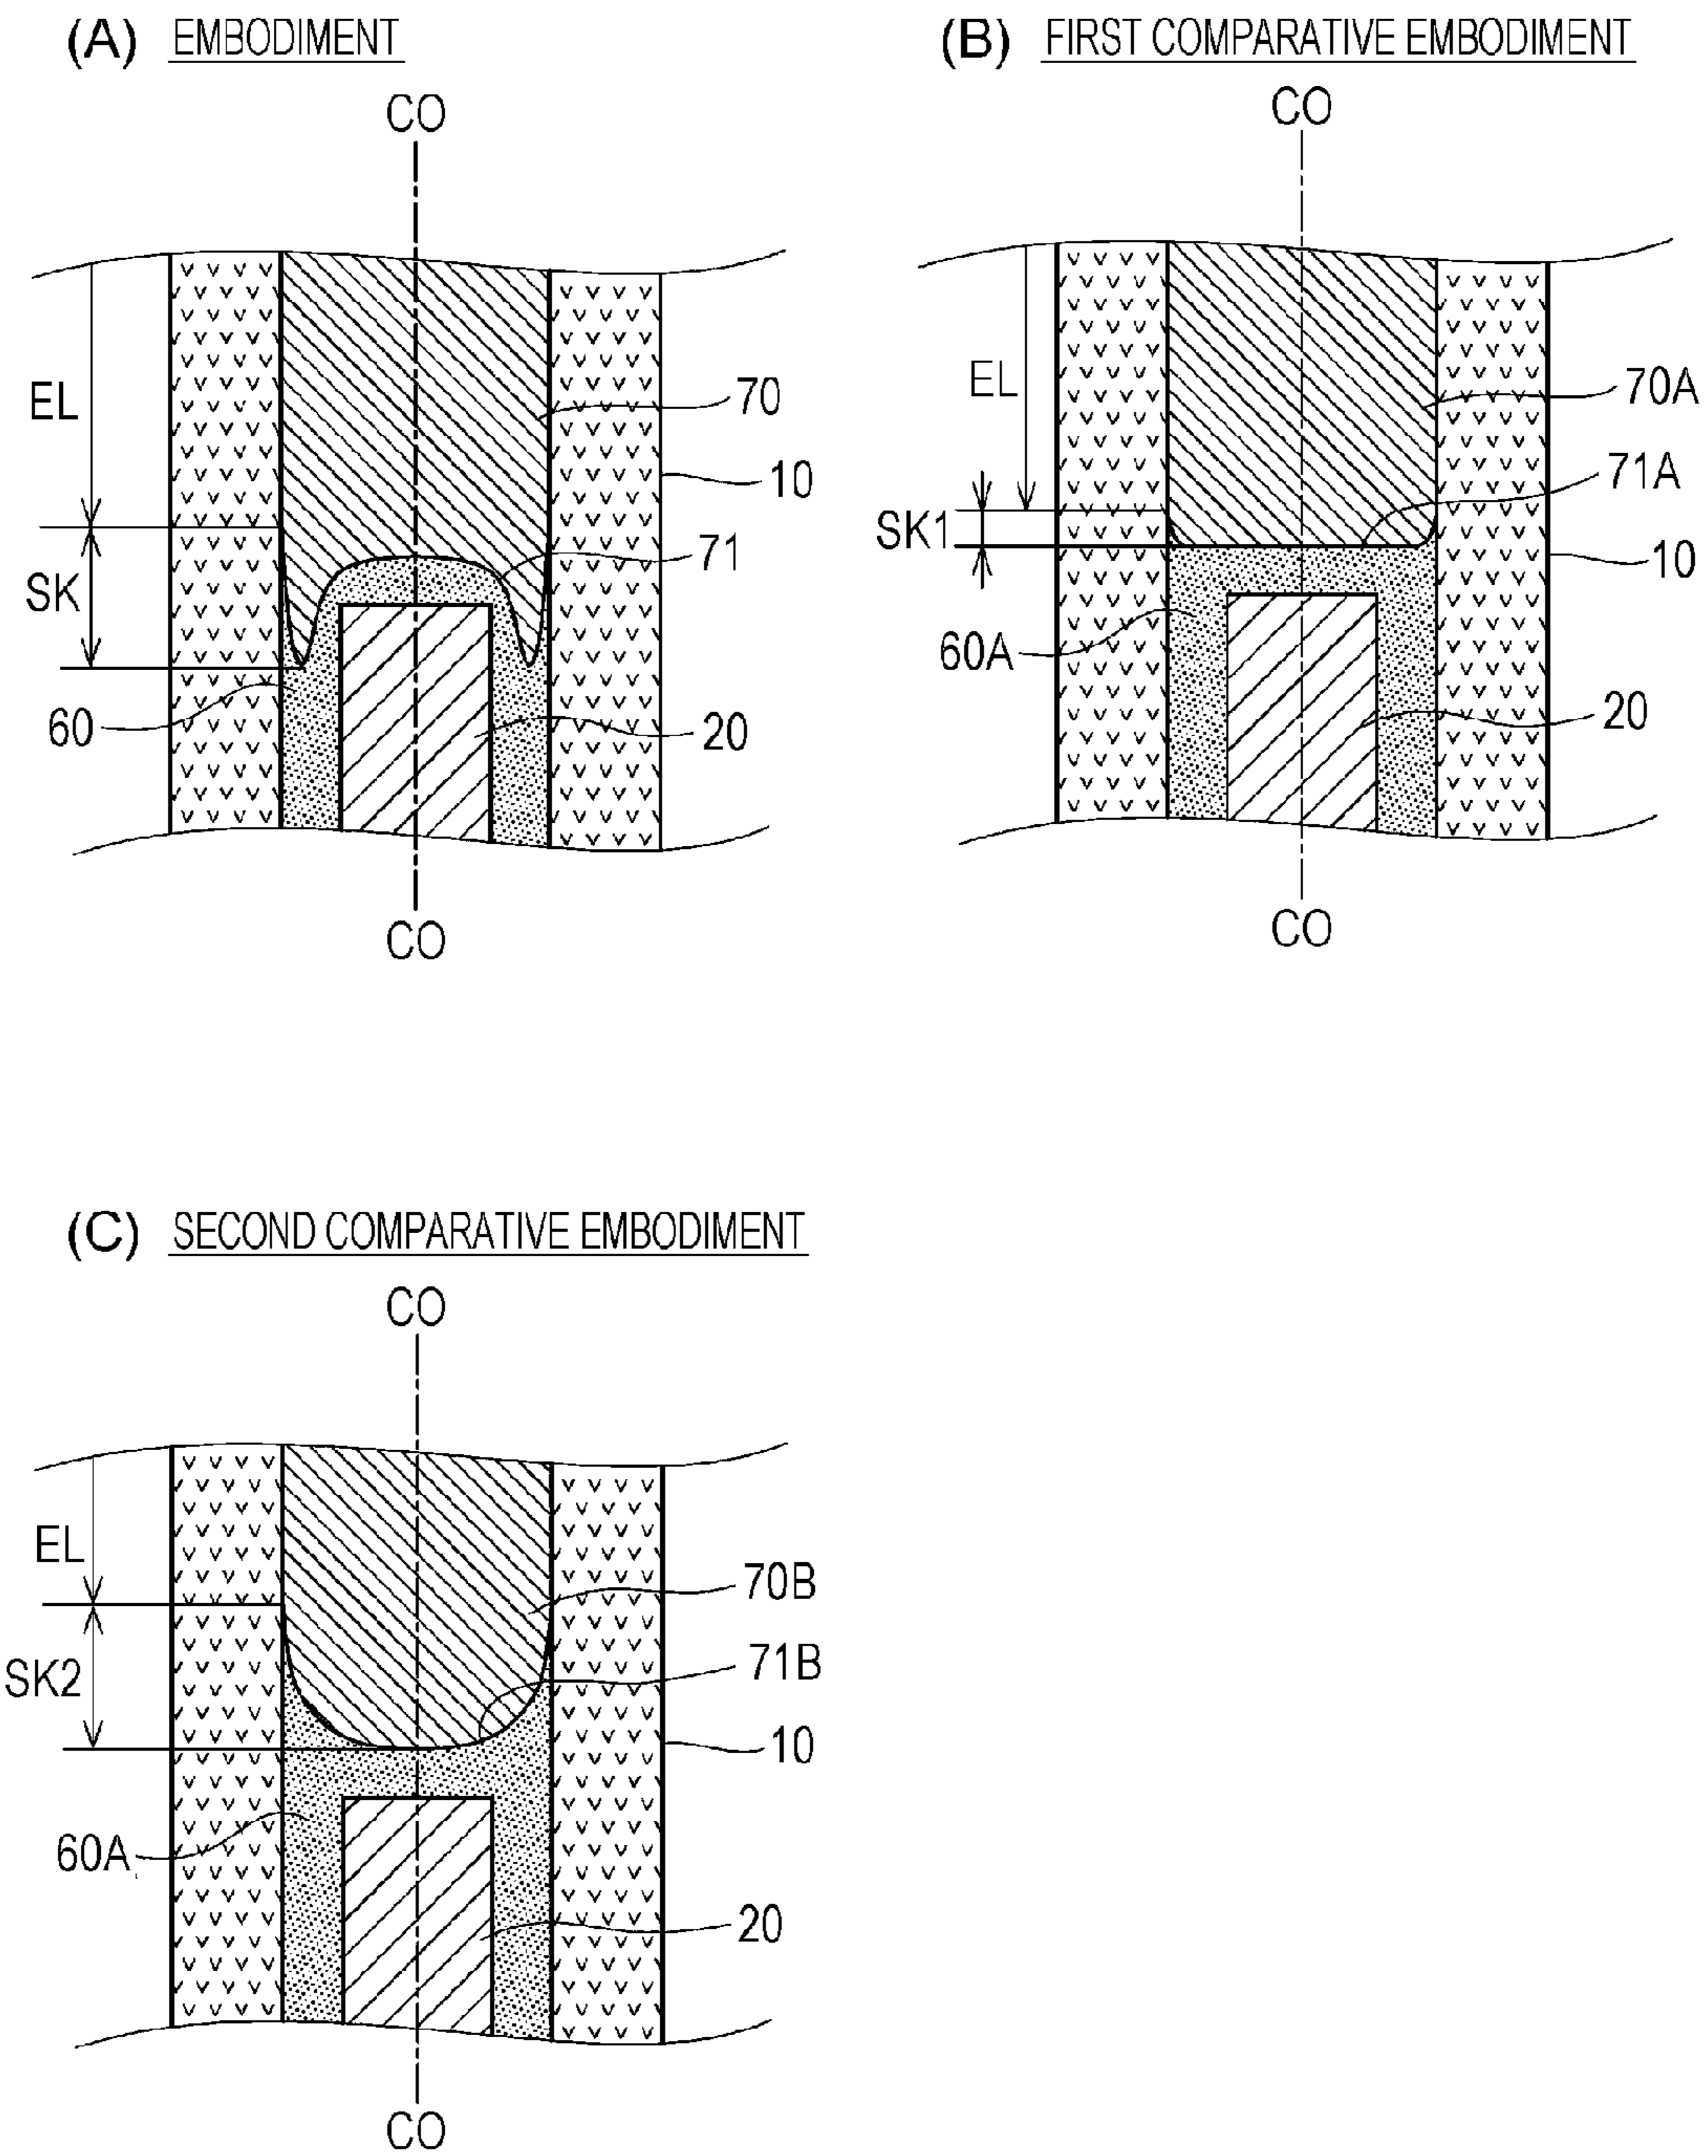 (A) EMBODIMENT
CO
EL
70
10
SK
71
60
20
CO
(B) FIRST COMPARATIVE EMBODIMENT
CO
EL
70A
71A
SK1
10
60A
20
CO
(C) SECOND COMPARATIVE EMBODIMENT
CO
EL
70B
71B
SK2
10
60A
20
CO